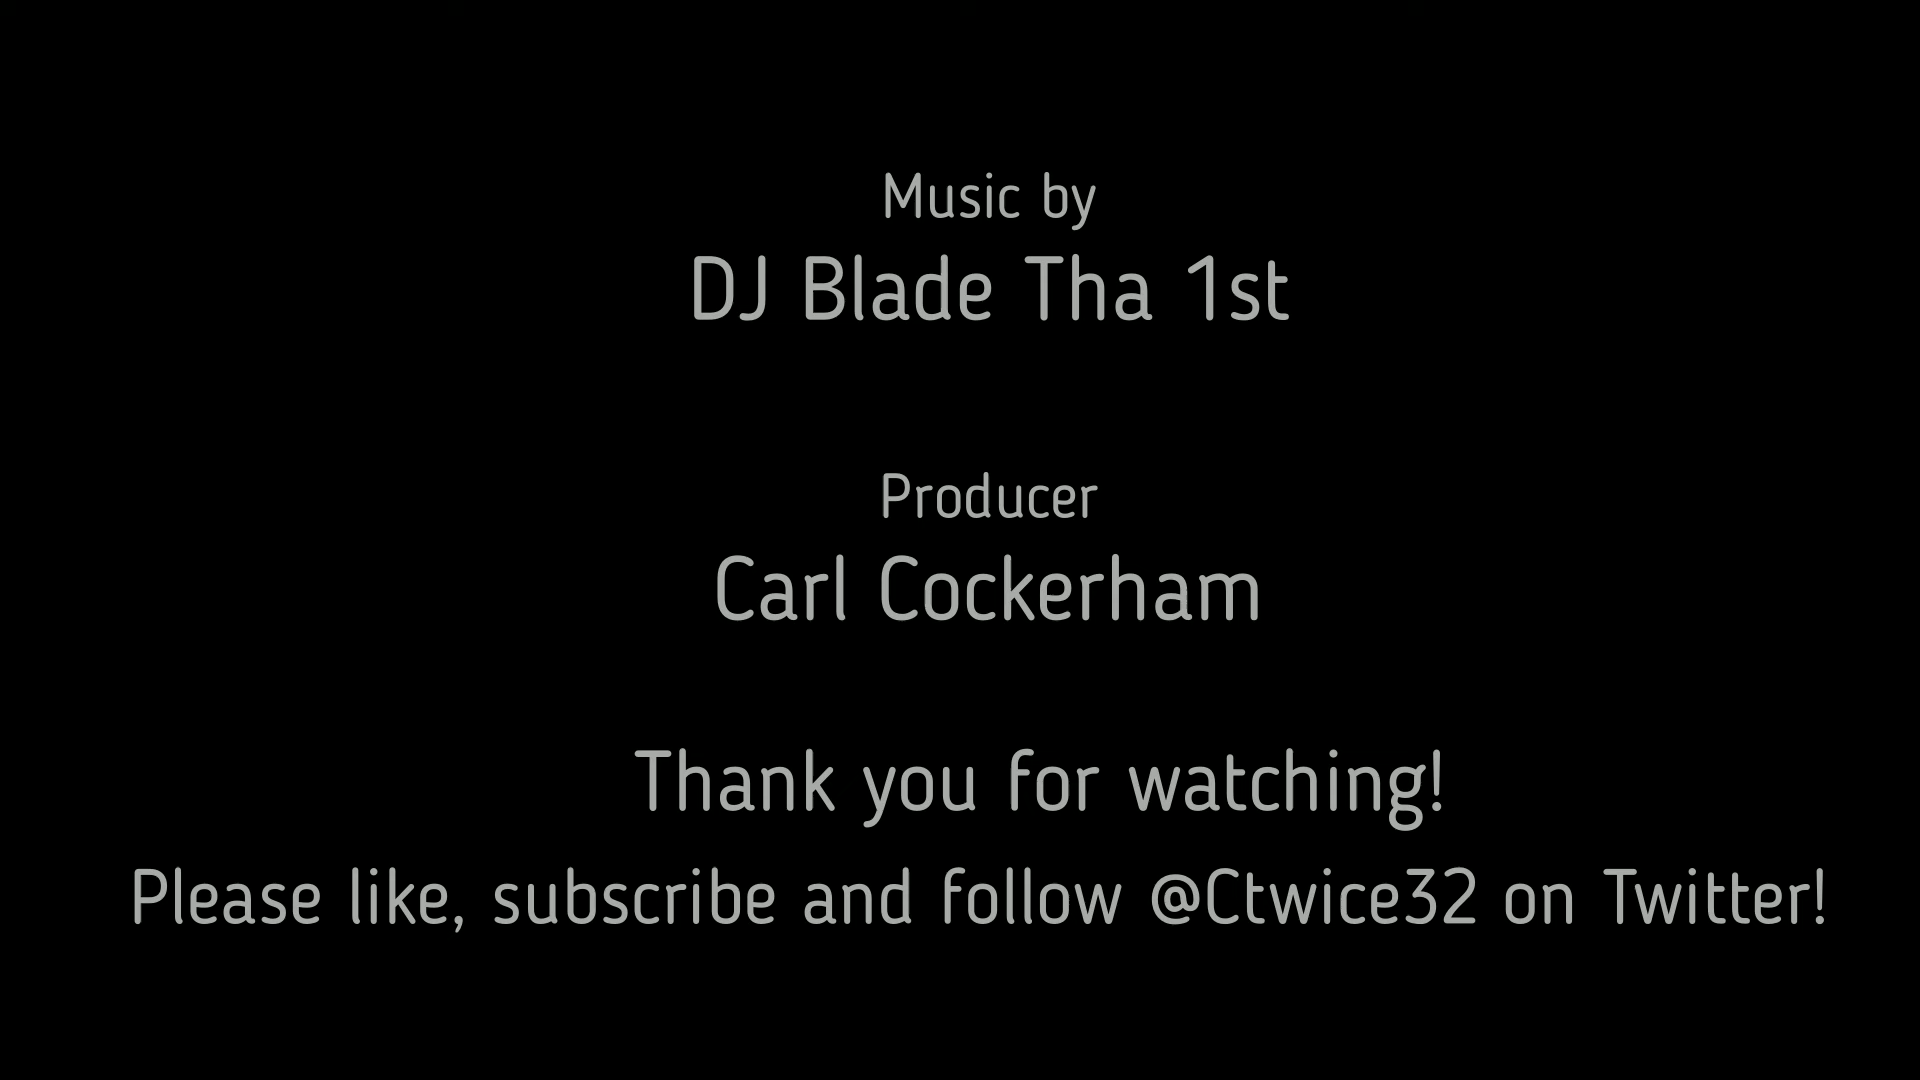 Music by
DJ Blade Tha 1st
Producer
Carl Cockerham
Thank you for watching!
Please like, subscribe and follow @Ctwice32 on Twitter!